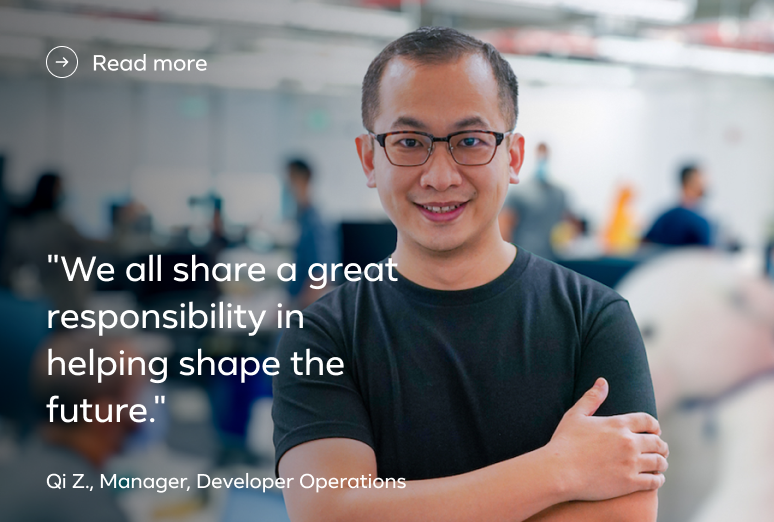 Read more
"We all share a great
responsibility in
helping shape the
future."
Qi Z., Manager, Developer Operations